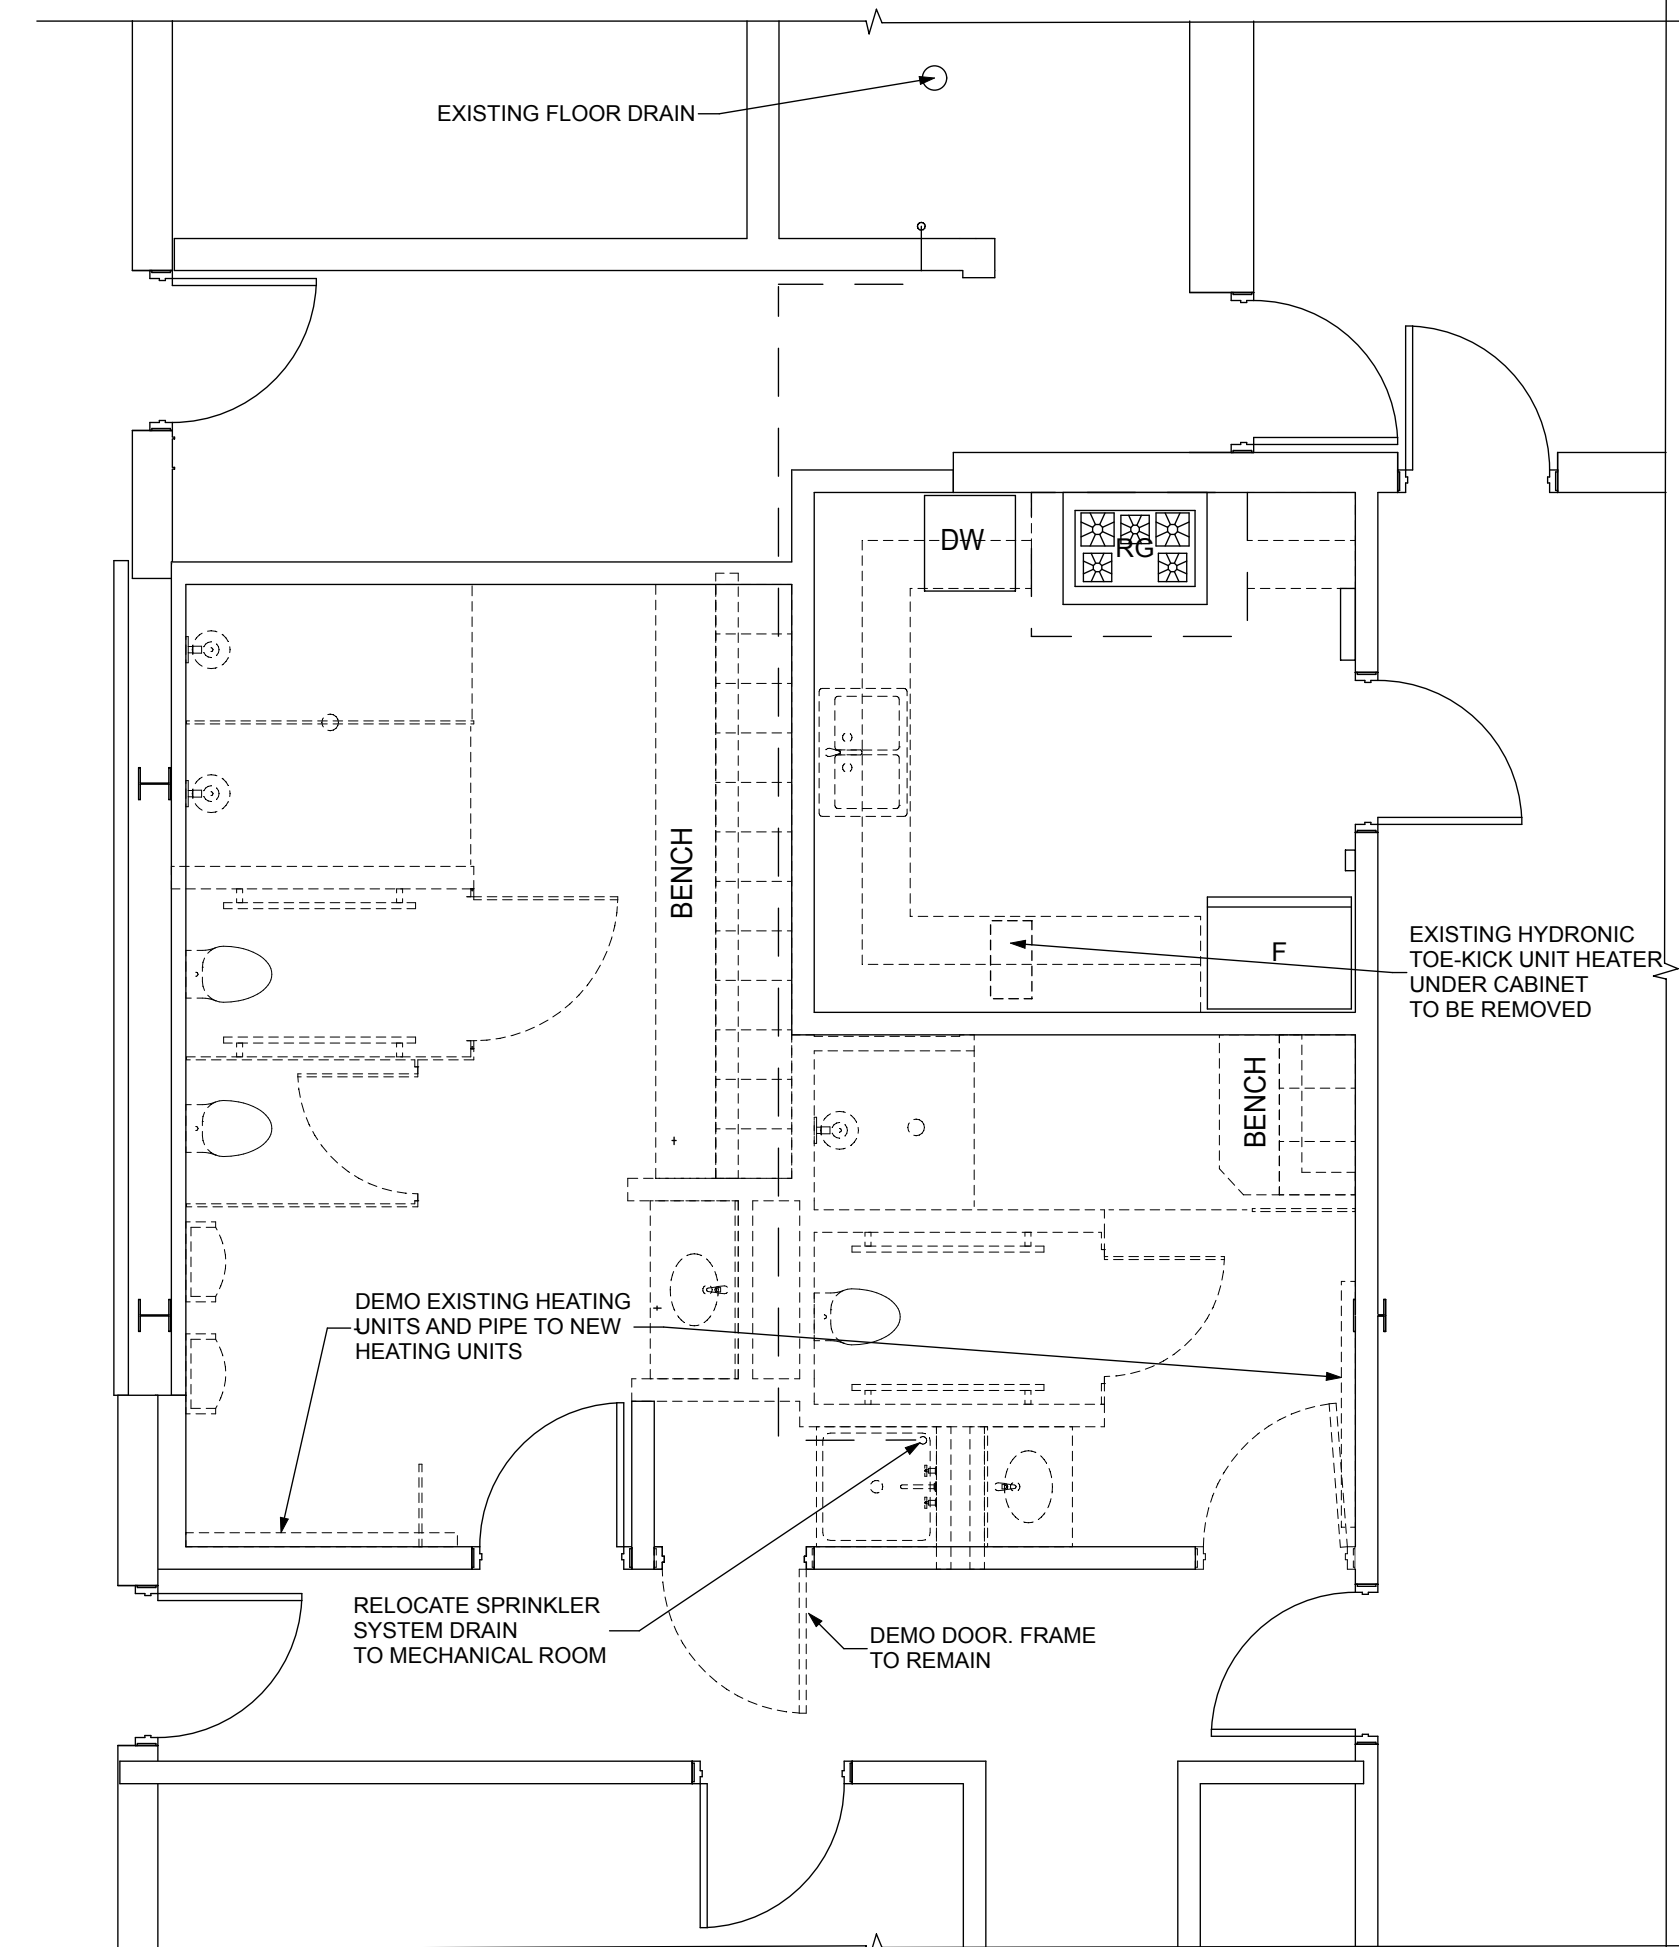 EXISTING FLOOR DRAIN
DW
RG
BENCH
F
EXISTING HYDRONIC
TOE-KICK UNIT HEATER
UNDER CABINET
TO BE REMOVED
BENCH
DEMO EXISTING HEATING
UNITS AND PIPE TO NEW
HEATING UNITS
RELOCATE SPRINKLER
SYSTEM DRAIN
TO MECHANICAL ROOM
DEMO DOOR. FRAME
TO REMAIN